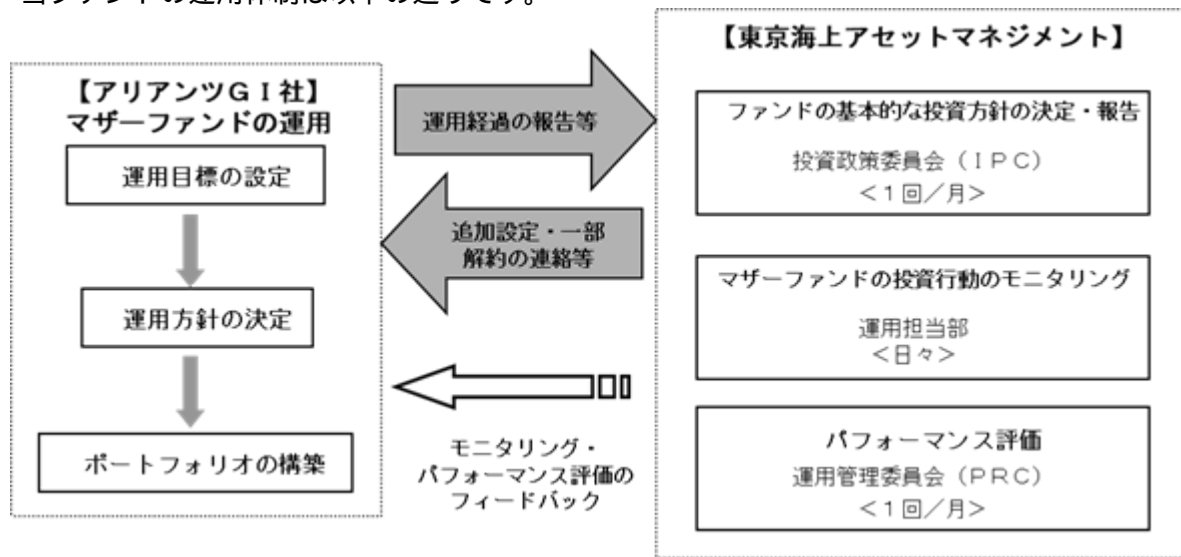 当ファンドの運用体制は以下の通りです。
【アリアンツGI社】
マザーファンドの運用
運用目標の設定
運用方針の決定
ポートフォリオの構築
運用経過の報告等
追加設定・一部
解約の連絡等
モニタリング・
パフォーマンス評価の
フィードバック
【東京海上アセットマネジメント】
ファンドの基本的な投資方針の決定・報告
投資政策委員会(IPC)
<1回/月>
マザーファンドの投資行動のモニタリング
運用担当部
<日々>
パフォーマンス評価
運用管理委員会(PRC)
<1回/月>